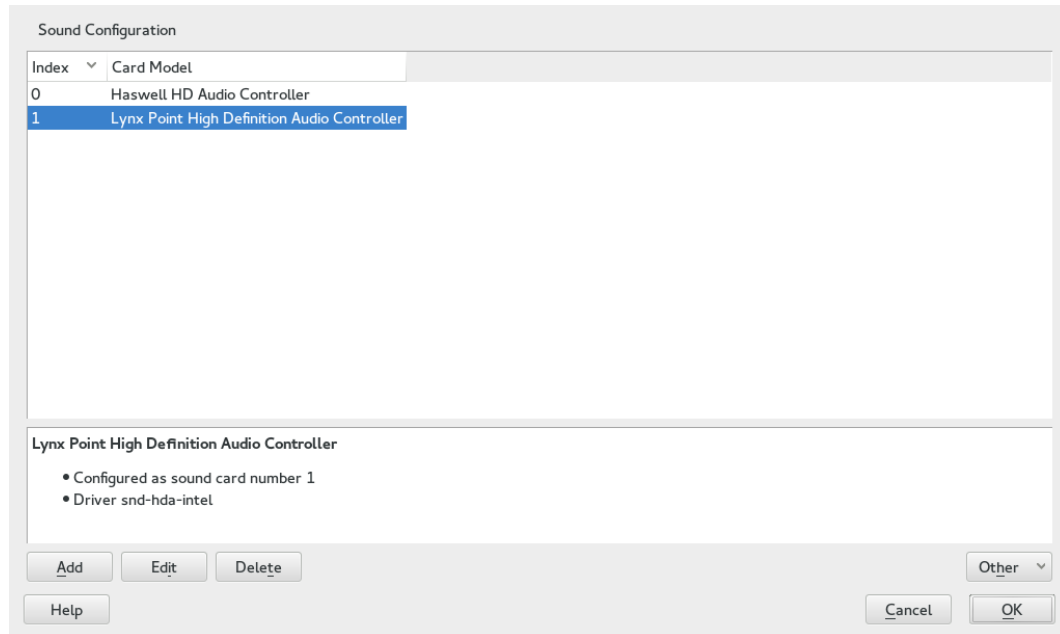 Sound Configuration
Index Card Model
0 Haswell HD Audio Controller
1 Lynx Point High Definition Audio Controller
Lynx Point High Definition Audio Controller
• Configured as sound card number 1
• Driver snd-hda-intel
Add Edit Delete Other
Help Cancel OK